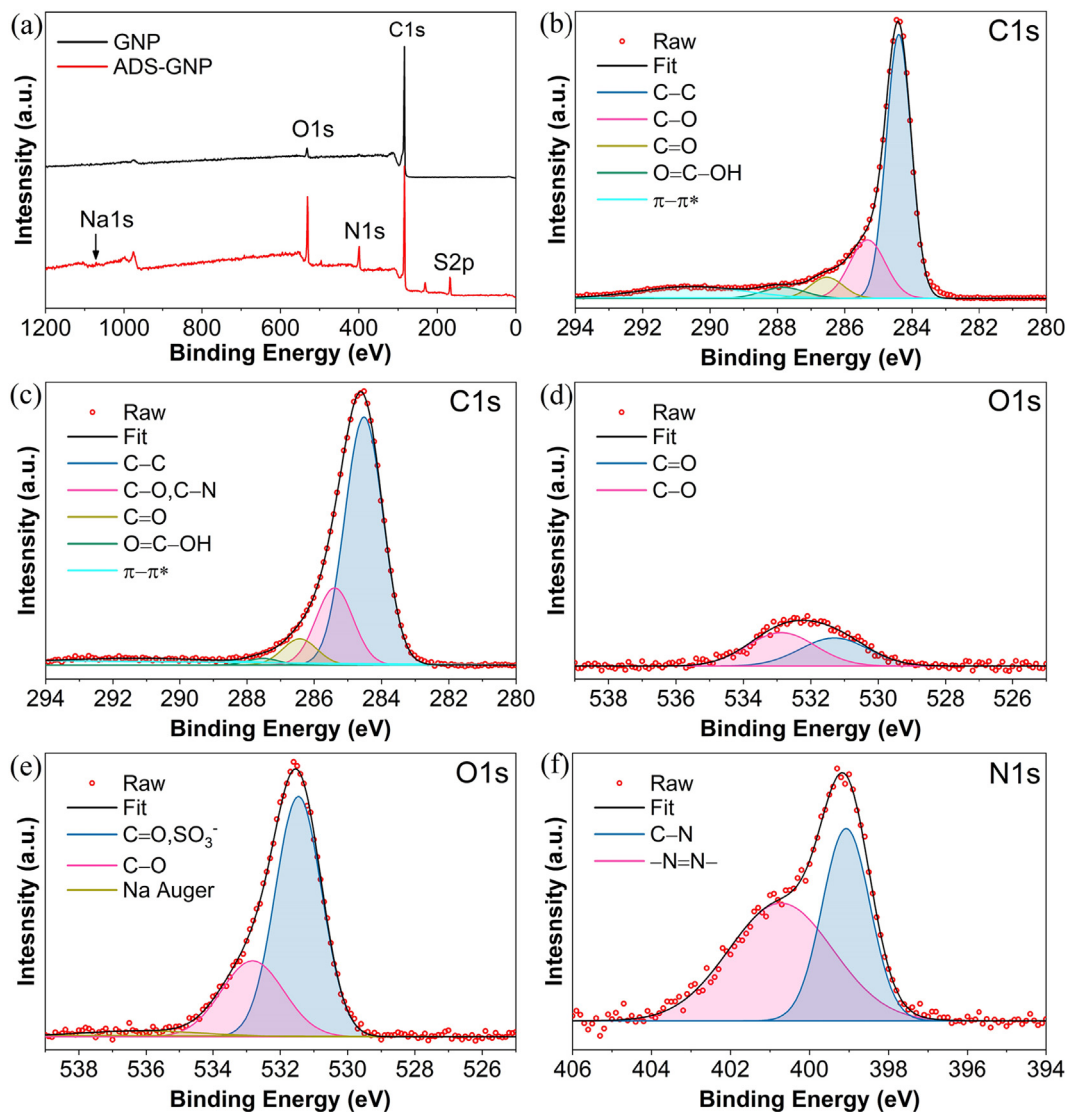 (a)
GNP
ADS-GNP
C1s
O1s
Na1s
N1s
S2p
Intesnsity (a.u.)
1200 1000 800 600 400 200 0
Binding Energy (eV)
(b)
C1s
Raw
Fit
C–C
C–O
C=O
O=C–OH
π–π*
Intesnsity (a.u.)
294 292 290 288 286 284 282 280
Binding Energy (eV)
(c)
C1s
Raw
Fit
C–C
C–O,C–N
C=O
O=C–OH
π–π*
Intesnsity (a.u.)
294 292 290 288 286 284 282 280
Binding Energy (eV)
(d)
O1s
Raw
Fit
C=O
C–O
Intesnsity (a.u.)
538 536 534 532 530 528 526
Binding Energy (eV)
(e)
O1s
Raw
Fit
C=O,SO₃⁻
C–O
Na Auger
Intesnsity (a.u.)
538 536 534 532 530 528 526
Binding Energy (eV)
(f)
N1s
Raw
Fit
C–N
–N=N–
Intesnsity (a.u.)
406 404 402 400 398 396 394
Binding Energy (eV)